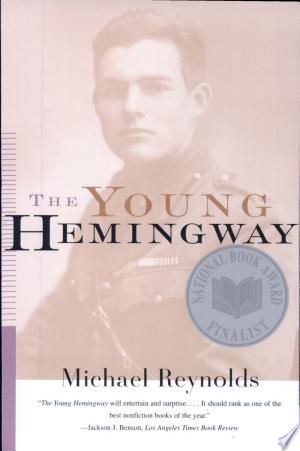 THE YOUNG
HEMINGWAY
NATIONAL BOOK AWARD
FINALIST
Michael Reynolds
"The Young Hemingway will entertain and surprise. . . . It should rank as one of the
best nonfiction books of the year."
—Jackson J. Benson, Los Angeles Times Book Review